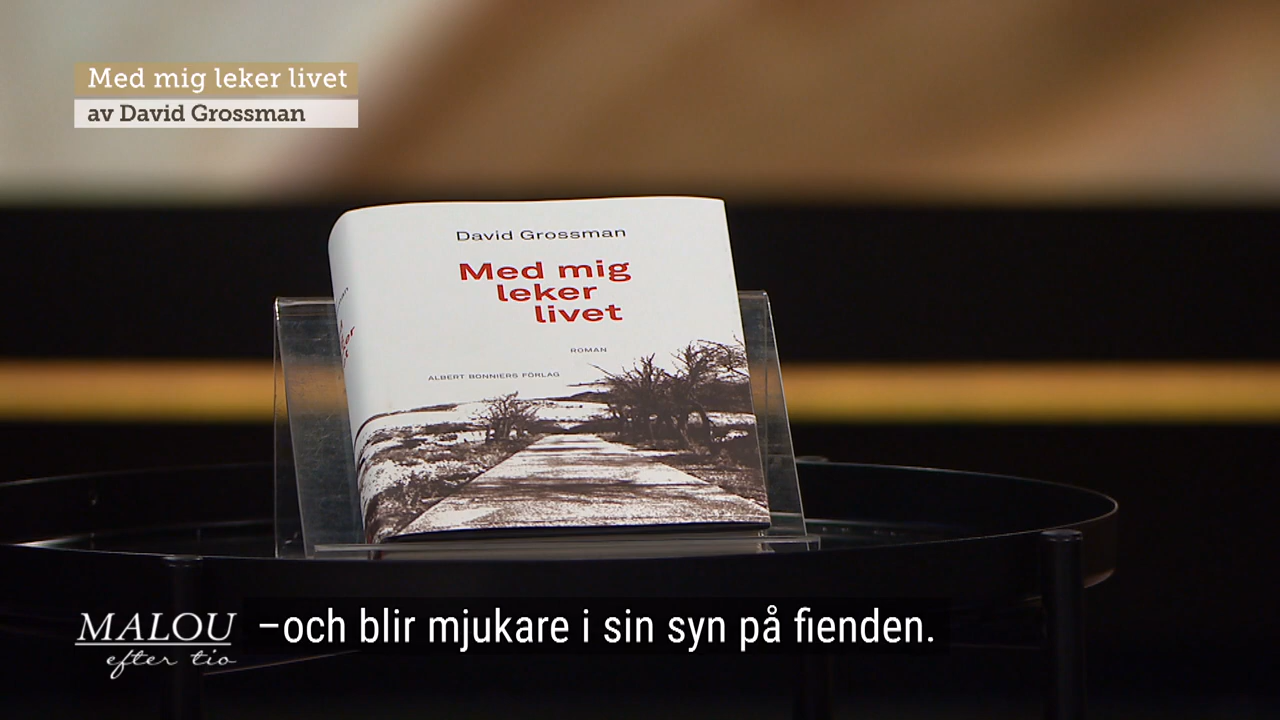 Med mig leker livet
av David Grossman
David Grossman
Med mig
leker
livet
ROMAN
ALBERT BONNIERS FÖRLAG
MALOU
efter tio
–och blir mjukare i sin syn på fienden.